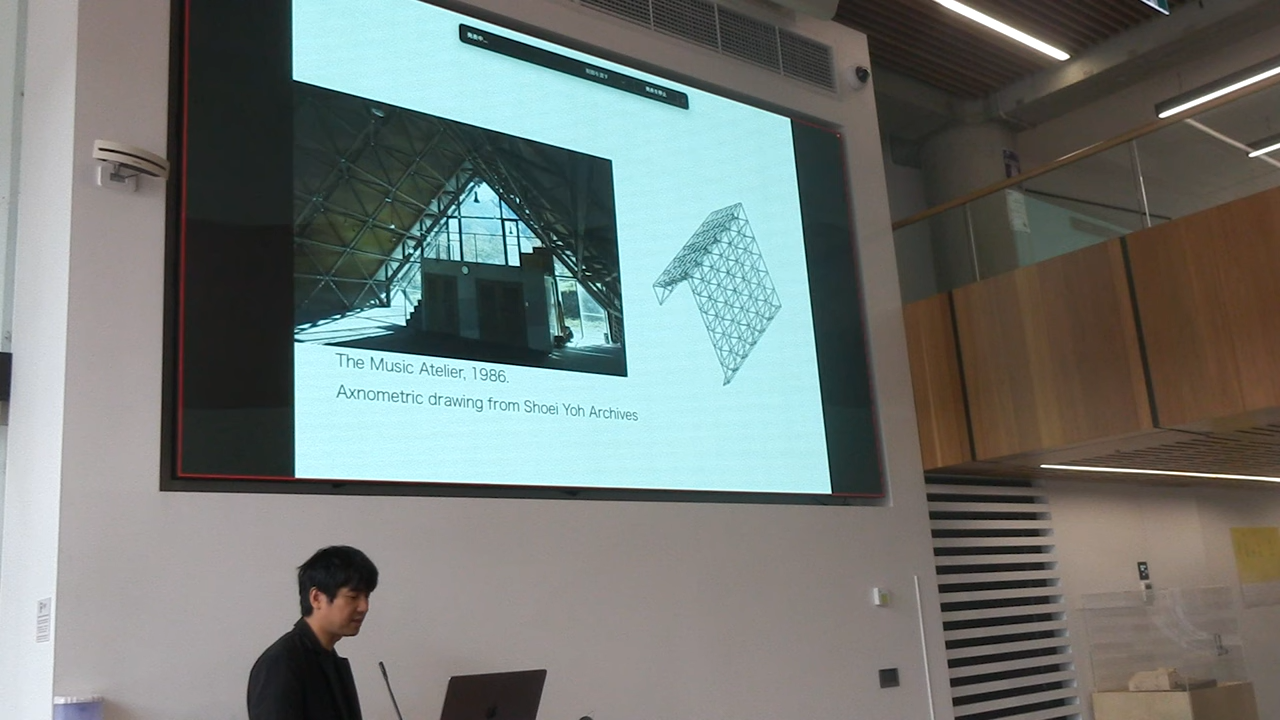 The Music Atelier, 1986.
Axnometric drawing from Shoei Yoh Archives